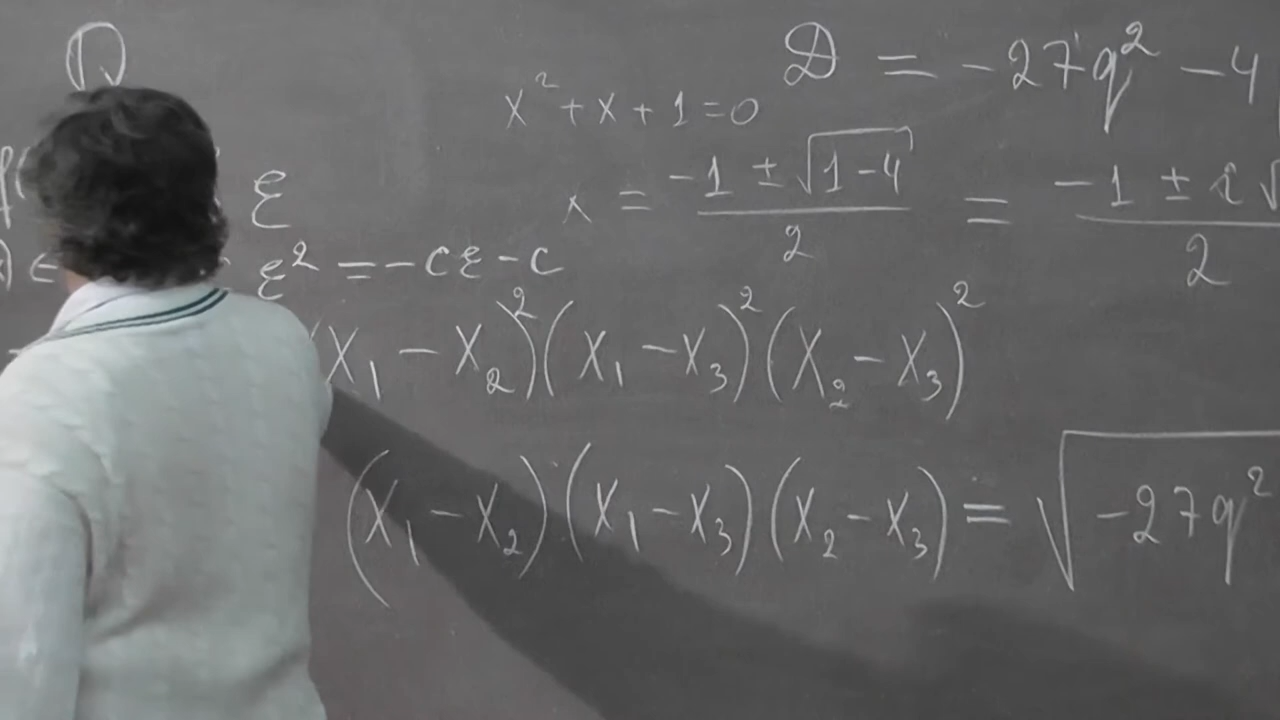 D = -27q² - 4
x² + x + 1 = 0
x = (-1 ± √(1-4))/2 = (-1 ± i√)/2
ε
ε² = -cε - c
(x₁ - x₂)²(x₁ - x₃)²(x₂ - x₃)²
(x₁ - x₂)(x₁ - x₃)(x₂ - x₃) = √(-27q²